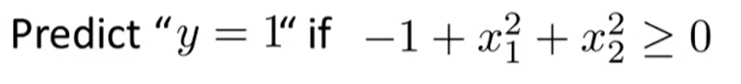 Predict “y = 1“ if −1 + x₁² + x₂² ≥ 0